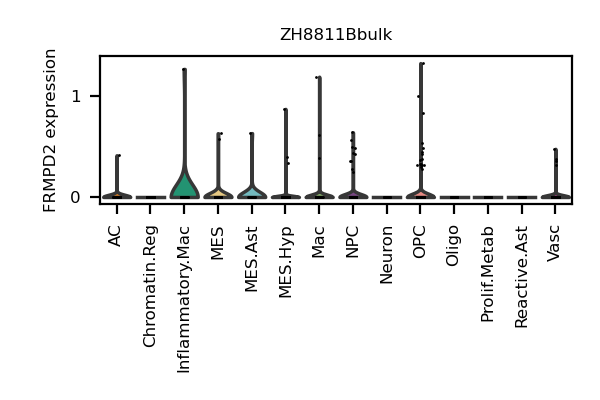 ZH8811Bbulk
FRMPD2 expression
1
0
AC
Chromatin.Reg
Inflammatory.Mac
MES
MES.Ast
MES.Hyp
Mac
NPC
Neuron
OPC
Oligo
Prolif.Metab
Reactive.Ast
Vasc